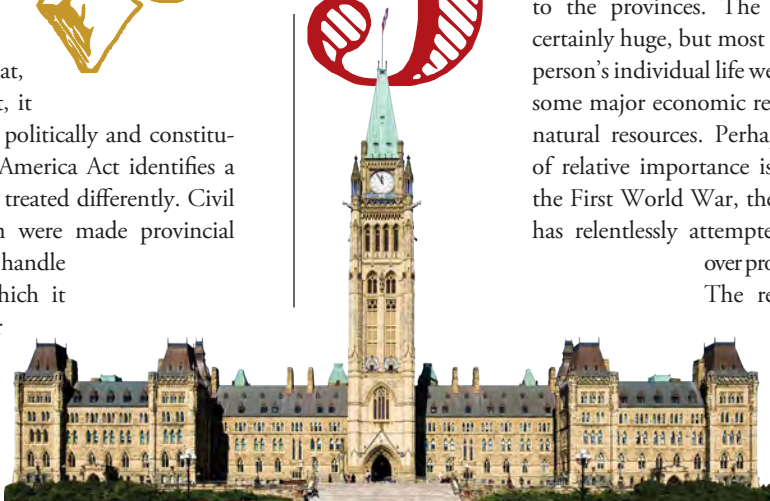 at,
, it
politically and constitu-
America Act identifies a
treated differently. Civil
were made provincial
handle
hich it
to the provinces. The
certainly huge, but most
person's individual life we
some major economic re
natural resources. Perha
of relative importance is
the First World War, the
has relentlessly attempte
over pro
The re